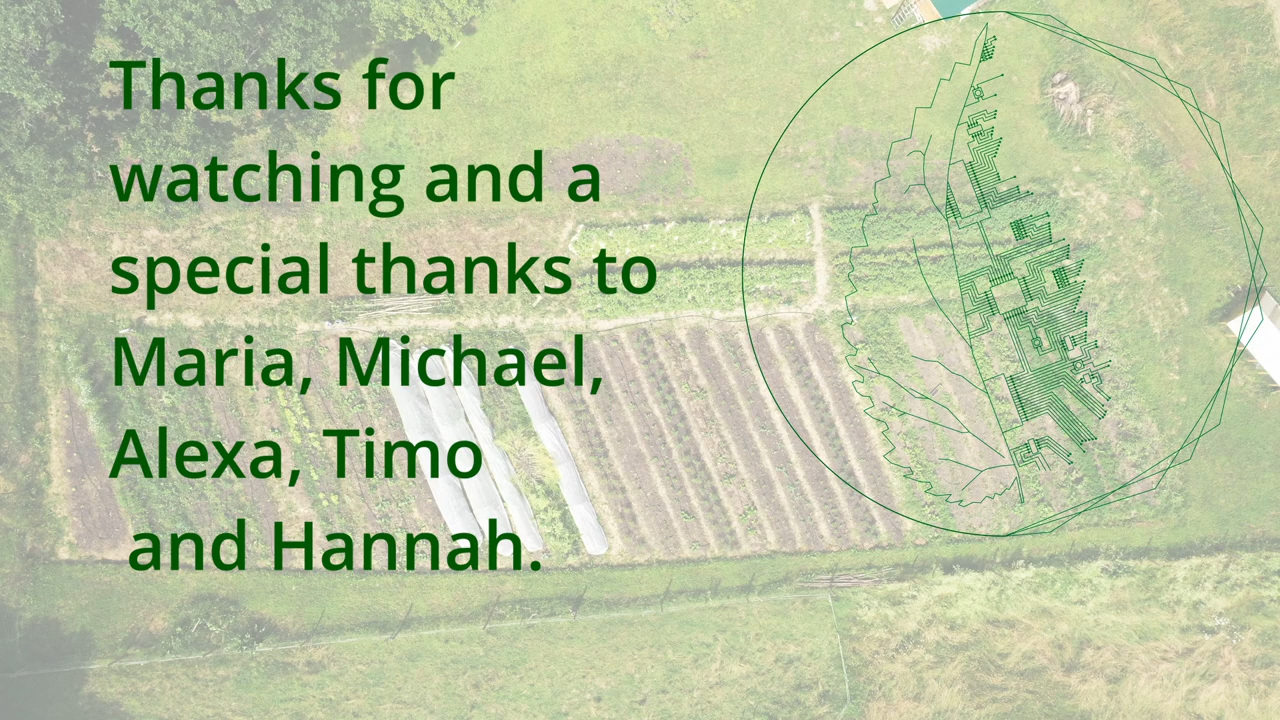 Thanks for
watching and a
special thanks to
Maria, Michael,
Alexa, Timo
and Hannah.